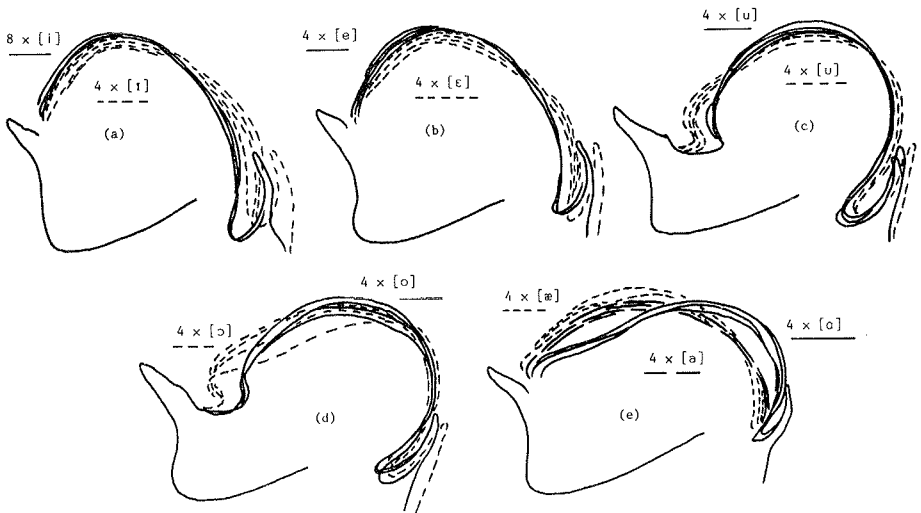 8 x [i]
4 x [ɪ]
(a)
4 x [e]
4 x [ɛ]
(b)
4 x [u]
4 x [ʊ]
(c)
4 x [o]
4 x [ɔ]
(d)
4 x [æ]
4 x [ɑ]
4 x [a]
(e)